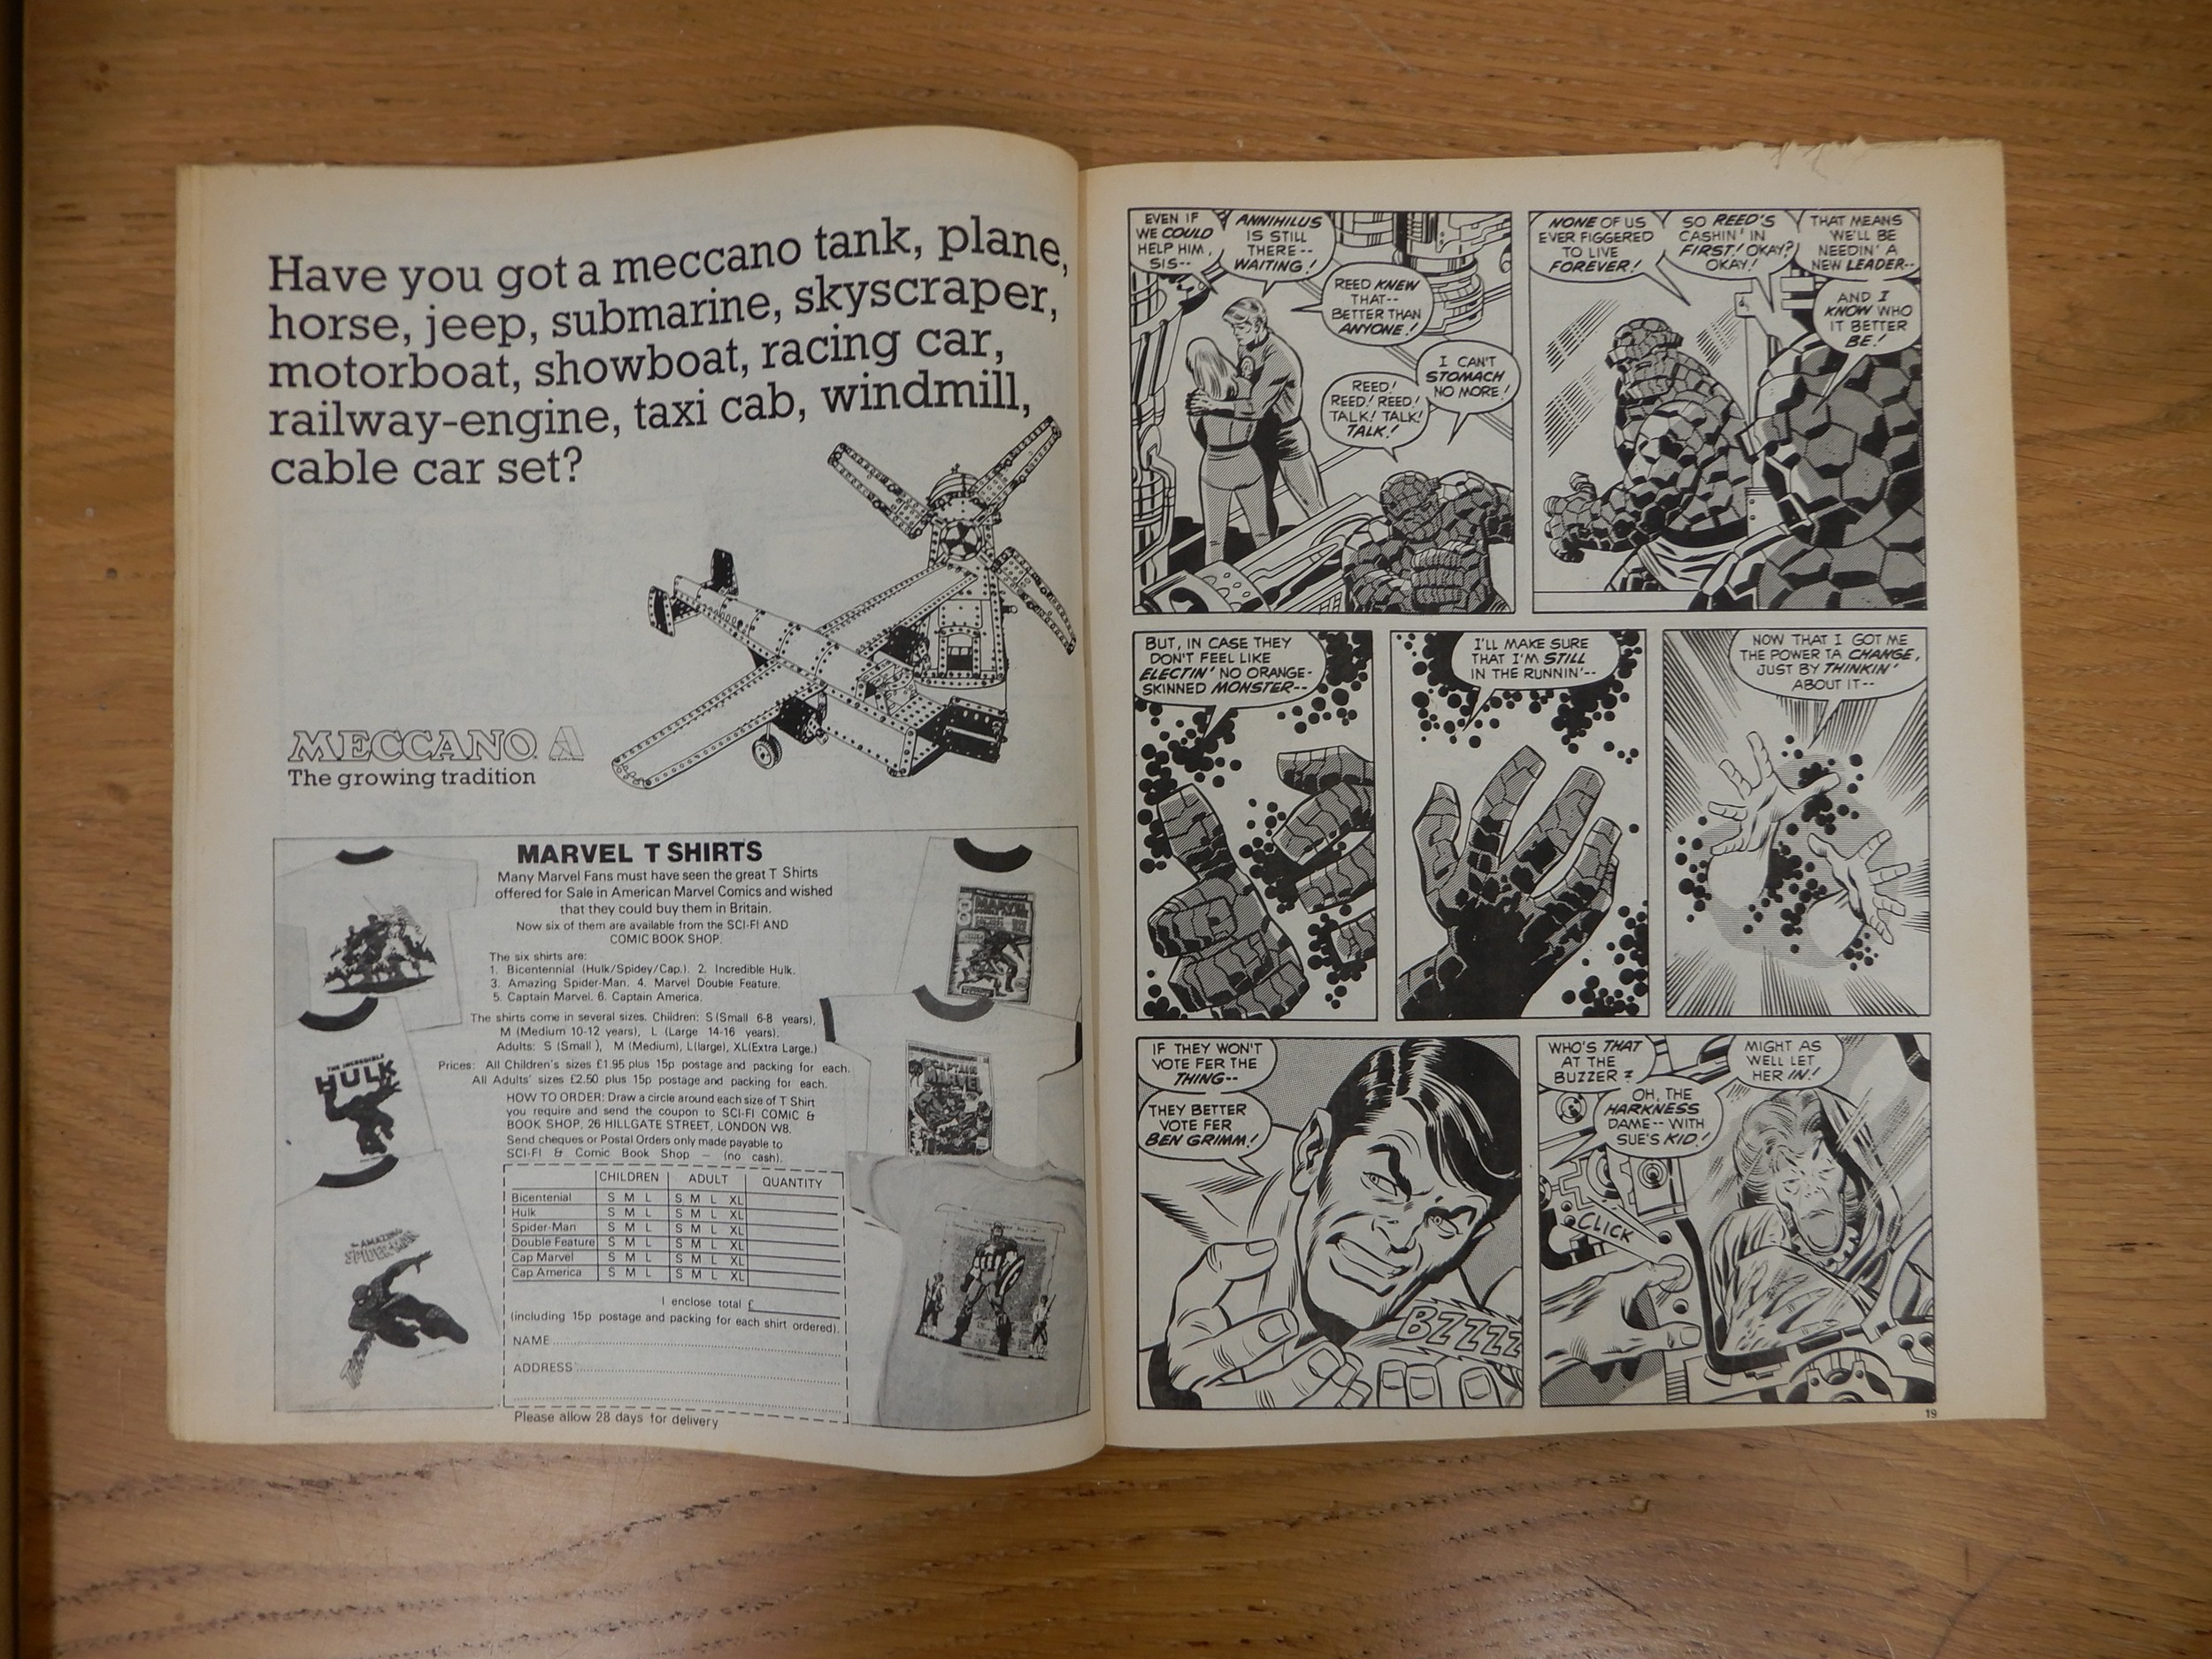 Have you got a meccano tank, plane,
horse, jeep, submarine, skyscraper,
motorboat, showboat, racing car,
railway-engine, taxi cab, windmill,
cable car set?
MECCANO
The growing tradition
MARVEL T SHIRTS
Many Marvel Fans must have seen the great T Shirts
offered for Sale in American Marvel Comics and wished
that they could buy them in Britain.
Now six of them are available from the SCI-FI AND
COMIC BOOK SHOP.
The six shirts are:
1. Bicentennial (Hulk/Spidey/Cap.). 2. Incredible Hulk.
3. Amazing Spider-Man. 4. Marvel Double Feature.
5. Captain Marvel. 6. Captain America.
The shirts come in several sizes. Children: S (Small 6-8 years),
M (Medium 10-12 years), L (Large 14-16 years).
Adults: S (Small), M (Medium), L(large), XL(Extra Large.)
Prices: All Children's sizes £1.95 plus 15p postage and packing for each.
All Adults' sizes £2.50 plus 15p postage and packing for each.
HOW TO ORDER: Draw a circle around each size of T Shirt
you require and send the coupon to SCI-FI COMIC &
BOOK SHOP, 26 HILLGATE STREET, LONDON W8.
Send cheques or Postal Orders only made payable to
SCI-FI & Comic Book Shop — (no cash).
CHILDREN ADULT QUANTITY
Bicentenial S M L S M L XL
Hulk S M L S M L XL
Spider-Man S M L S M L XL
Double Feature S M L S M L XL
Cap Marvel S M L S M L XL
Cap America S M L S M L XL
I enclose total £
(including 15p postage and packing for each shirt ordered).
NAME
ADDRESS
Please allow 28 days for delivery
THE INCREDIBLE
HULK
THE AMAZING
SPIDER-MAN
MARVEL
CAPTAIN
MARVEL
EVEN IF
WE COULD
HELP HIM,
SIS--
ANNIHILUS
IS STILL
THERE--
WAITING!
REED KNEW
THAT--
BETTER THAN
ANYONE!
REED!
REED! REED!
TALK! TALK!
TALK!
I CAN'T
STOMACH
NO MORE!
NONE OF US
EVER FIGGERED
TO LIVE
FOREVER!
SO REED'S
CASHIN' IN
FIRST! OKAY?
OKAY!
THAT MEANS
WE'LL BE
NEEDIN' A
NEW LEADER--
AND I
KNOW WHO
IT BETTER
BE!
BUT, IN CASE THEY
DON'T FEEL LIKE
ELECTIN' NO ORANGE-
SKINNED MONSTER--
I'LL MAKE SURE
THAT I'M STILL
IN THE RUNNIN'--
NOW THAT I GOT ME
THE POWER TA CHANGE,
JUST BY THINKIN'
ABOUT IT--
IF THEY WON'T
VOTE FER THE
THING--
THEY BETTER
VOTE FER
BEN GRIMM!
BZZZZ
WHO'S THAT
AT THE
BUZZER?
OH, THE
HARKNESS
DAME-- WITH
SUE'S KID!
MIGHT AS
WELL LET
HER IN!
CLICK
19